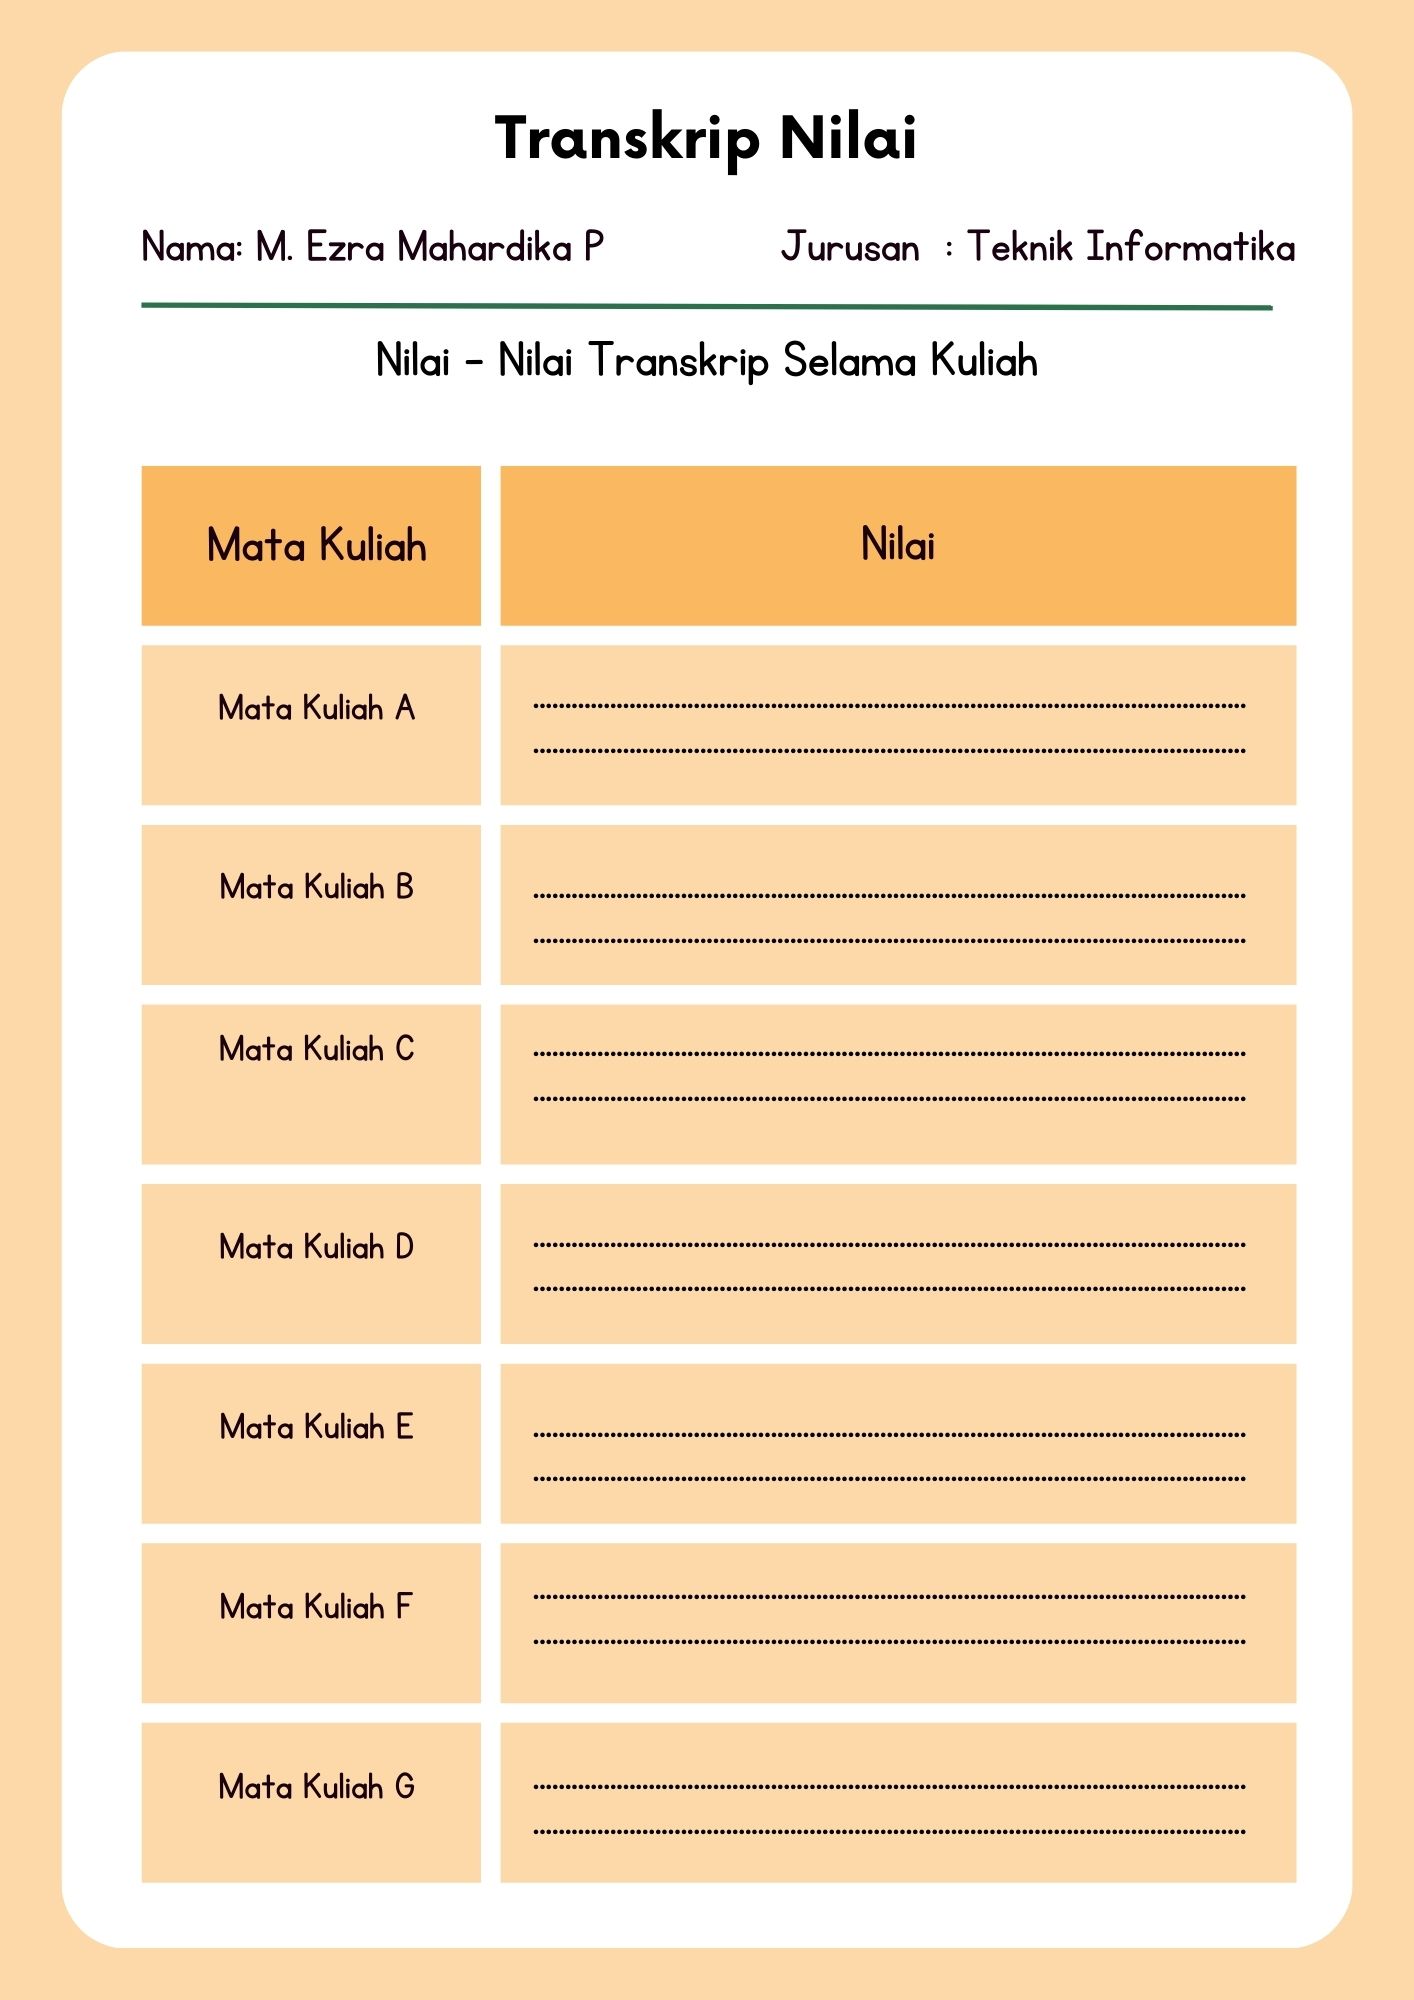 Transkrip Nilai
Nama: M. Ezra Mahardika P
Jurusan : Teknik Informatika
Nilai - Nilai Transkrip Selama Kuliah
Mata Kuliah
Nilai
Mata Kuliah A
Mata Kuliah B
Mata Kuliah C
Mata Kuliah D
Mata Kuliah E
Mata Kuliah F
Mata Kuliah G